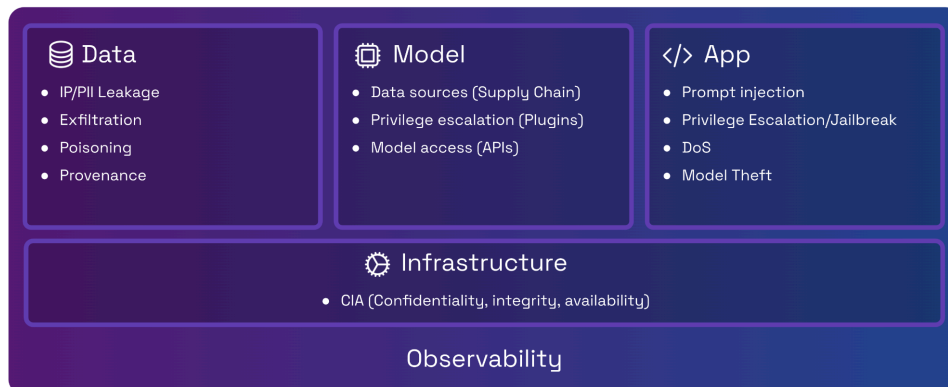 Data
● IP/PII Leakage
● Exfiltration
● Poisoning
● Provenance
Model
● Data sources (Supply Chain)
● Privilege escalation (Plugins)
● Model access (APIs)
</> App
● Prompt injection
● Privilege Escalation/Jailbreak
● DoS
● Model Theft
Infrastructure
● CIA (Confidentiality, integrity, availability)
Observability